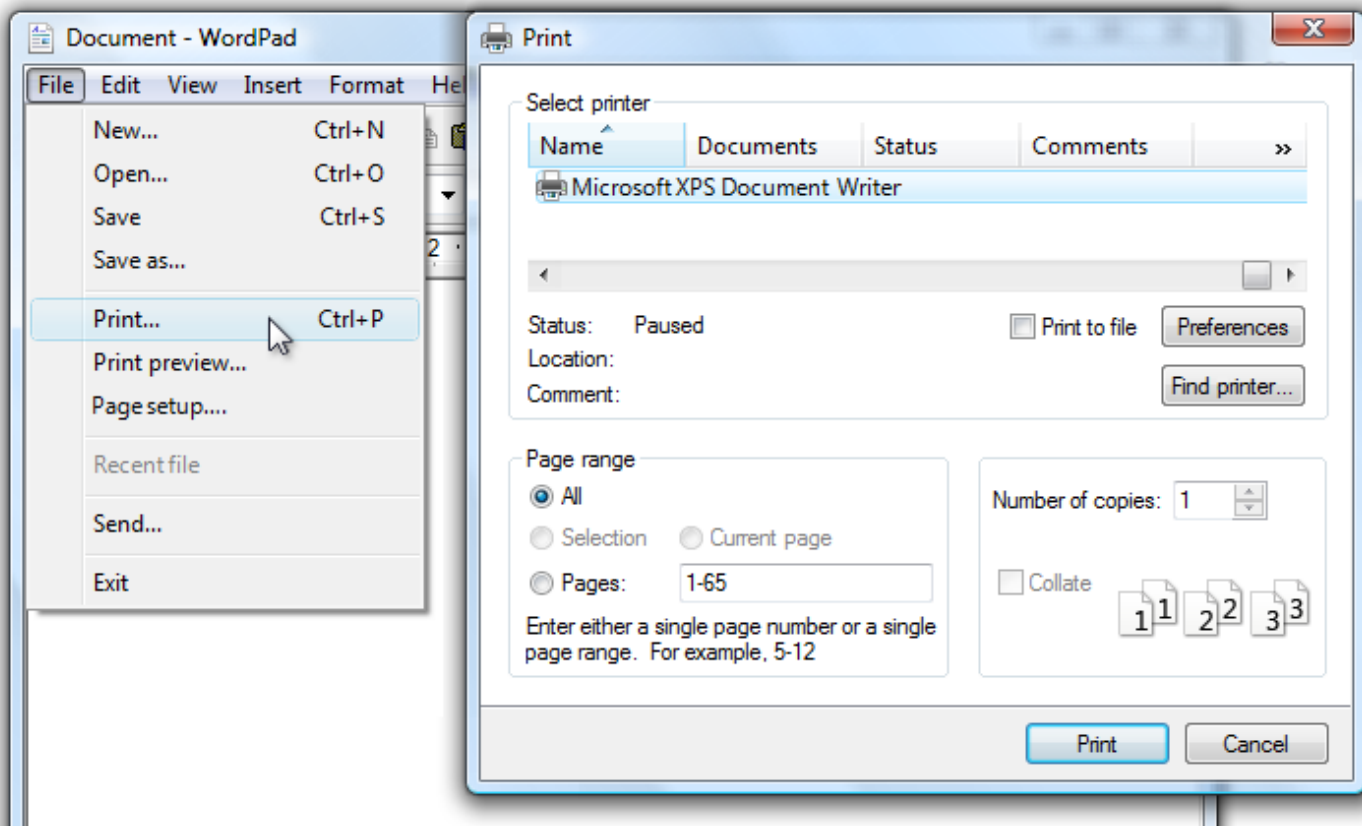 Document - WordPad
File Edit View Insert Format
New... Ctrl+N
Open... Ctrl+O
Save Ctrl+S
Save as...
Print... Ctrl+P
Print preview...
Page setup....
Recent file
Send...
Exit
2
Print
Select printer
Name Documents Status Comments »
Microsoft XPS Document Writer
Status: Paused
Print to file Preferences
Location:
Comment:
Find printer...
Page range
All
Selection Current page
Pages: 1-65
Enter either a single page number or a single
page range. For example, 5-12
Number of copies: 1
Collate
1 1 2 2 3 3
Print Cancel